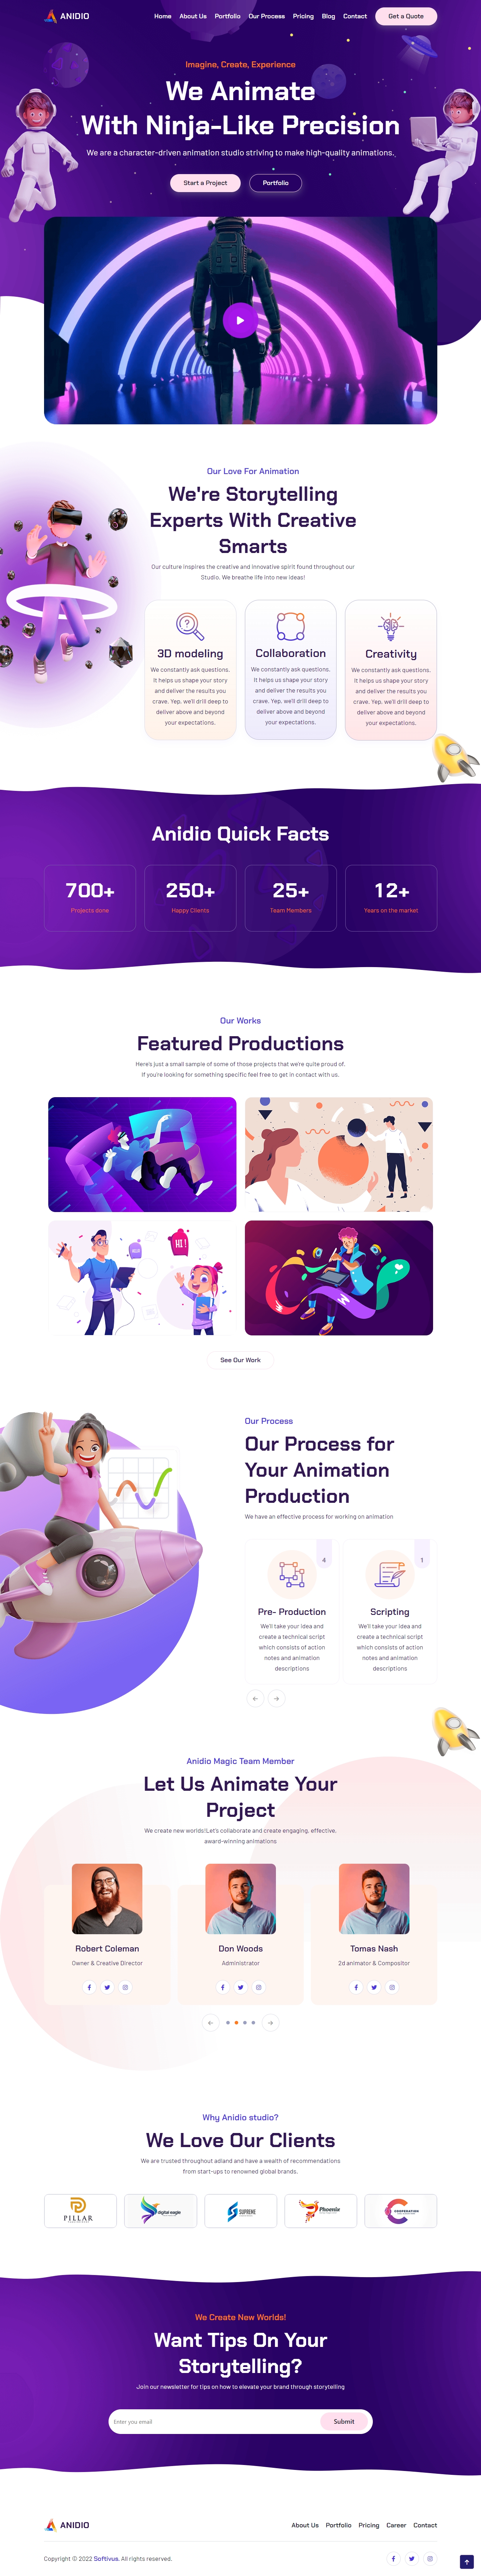 ANIDIO
Home About Us Portfolio Our Process Pricing Blog Contact Get a Quote
Imagine, Create, Experience
We Animate
With Ninja-Like Precision
We are a character-driven animation studio striving to make high-quality animations.
Start a Project Portfolio
Our Love For Animation
We're Storytelling
Experts With Creative
Smarts
Our culture inspires the creative and innovative spirit found throughout our
Studio. We breathe life into new ideas!
3D modeling
We constantly ask questions.
It helps us shape your story
and deliver the results you
crave. Yep, we'll drill deep to
deliver above and beyond
your expectations.
Collaboration
We constantly ask questions.
It helps us shape your story
and deliver the results you
crave. Yep, we'll drill deep to
deliver above and beyond
your expectations.
Creativity
We constantly ask questions.
It helps us shape your story
and deliver the results you
crave. Yep, we'll drill deep to
deliver above and beyond
your expectations.
Anidio Quick Facts
700+
Projects done
250+
Happy Clients
25+
Team Members
12+
Years on the market
Our Works
Featured Productions
Here's just a small sample of some of those projects that we're quite proud of.
If you're looking for something specific feel free to get in contact with us.
HELLO
HI!
See Our Work
Our Process
Our Process for
Your Animation
Production
We have an effective process for working on animation
4
Pre- Production
We'll take your idea and
create a technical script
which consists of action
notes and animation
descriptions
1
Scripting
We'll take your idea and
create a technical script
which consists of action
notes and animation
descriptions
Anidio Magic Team Member
Let Us Animate Your
Project
We create new worlds!Let's collaborate and create engaging, effective,
award-winning animations
Robert Coleman
Owner & Creative Director
Don Woods
Administrator
Tomas Nash
2d animator & Compositor
Why Anidio studio?
We Love Our Clients
We are trusted throughout adland and have a wealth of recommendations
from start-ups to renowned global brands.
PILLAR
digital eagle
SUPREME
Phoenix
COOPERATION
We Create New Worlds!
Want Tips On Your
Storytelling?
Join our newsletter for tips on how to elevate your brand through storytelling
Enter you email Submit
ANIDIO
About Us Portfolio Pricing Career Contact
Copyright © 2022 Softivus. All rights reserved.